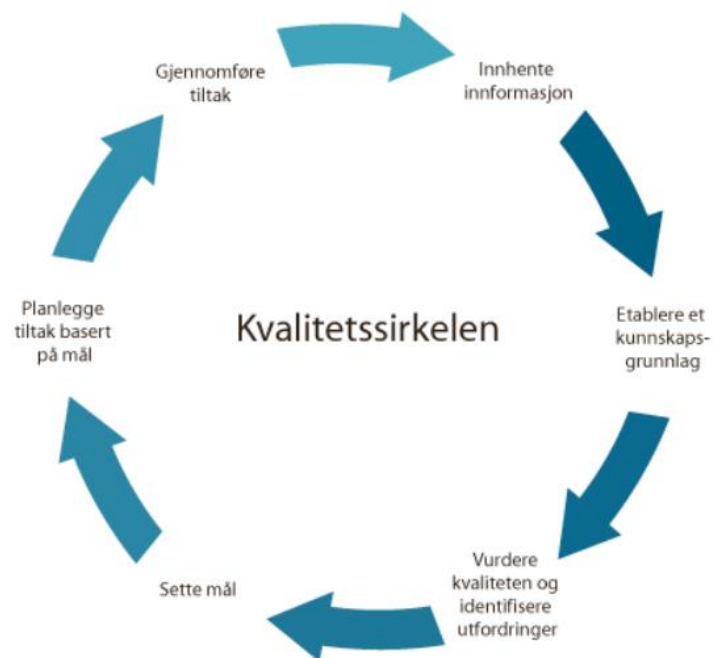 Gjennomføre
tiltak
Innhente
innformasjon
Planlegge
tiltak basert
på mål
Kvalitetssirkelen
Etablere et
kunnskaps-
grunnlag
Sette mål
Vurdere
kvaliteten og
identifisere
utfordringer